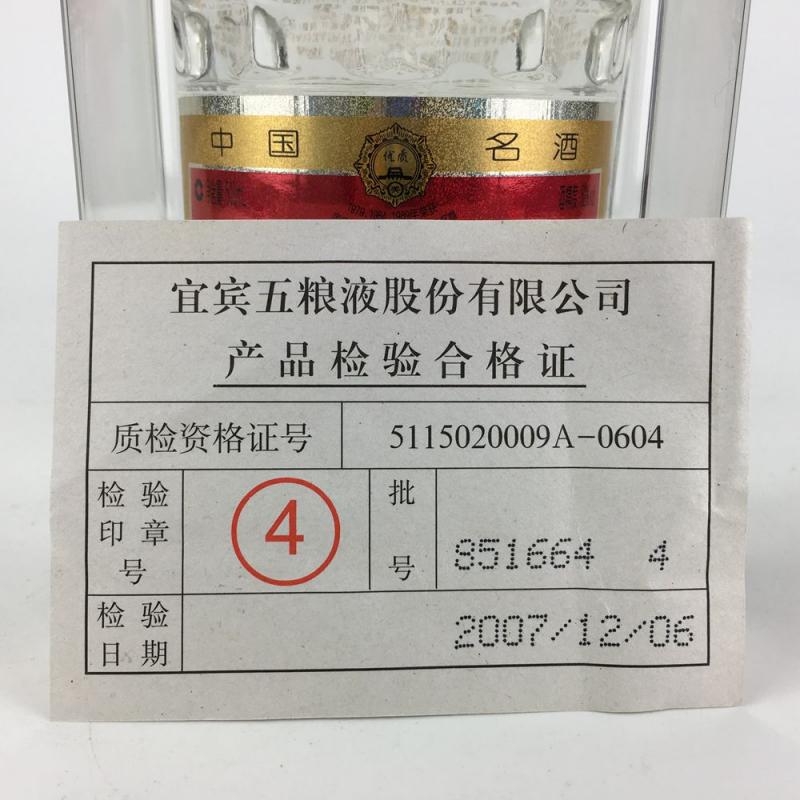 中国 名酒
优质
宜宾五粮液股份有限公司
产品检验合格证
质检资格证号 5115020009A-0604
检验印章号 4 批号 851664 4
检验日期 2007/12/06